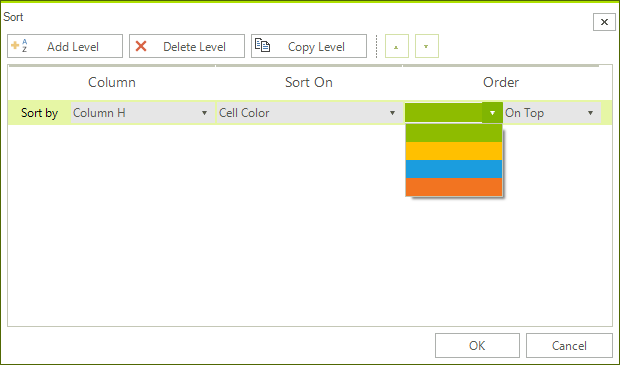 Sort
A Z Add Level Delete Level Copy Level
Column Sort On Order
Sort by Column H Cell Color On Top
OK Cancel